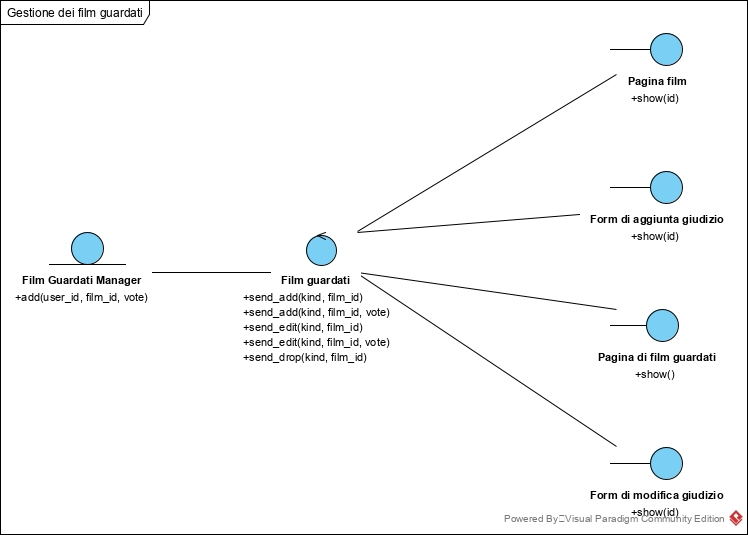 Gestione dei film guardati
Pagina film
+show(id)
Form di aggiunta giudizio
+show(id)
Film Guardati Manager
+add(user_id, film_id, vote)
Film guardati
+send_add(kind, film_id)
+send_add(kind, film_id, vote)
+send_edit(kind, film_id)
+send_edit(kind, film_id, vote)
+send_drop(kind, film_id)
Pagina di film guardati
+show()
Form di modifica giudizio
+show(id)
Powered By Visual Paradigm Community Edition